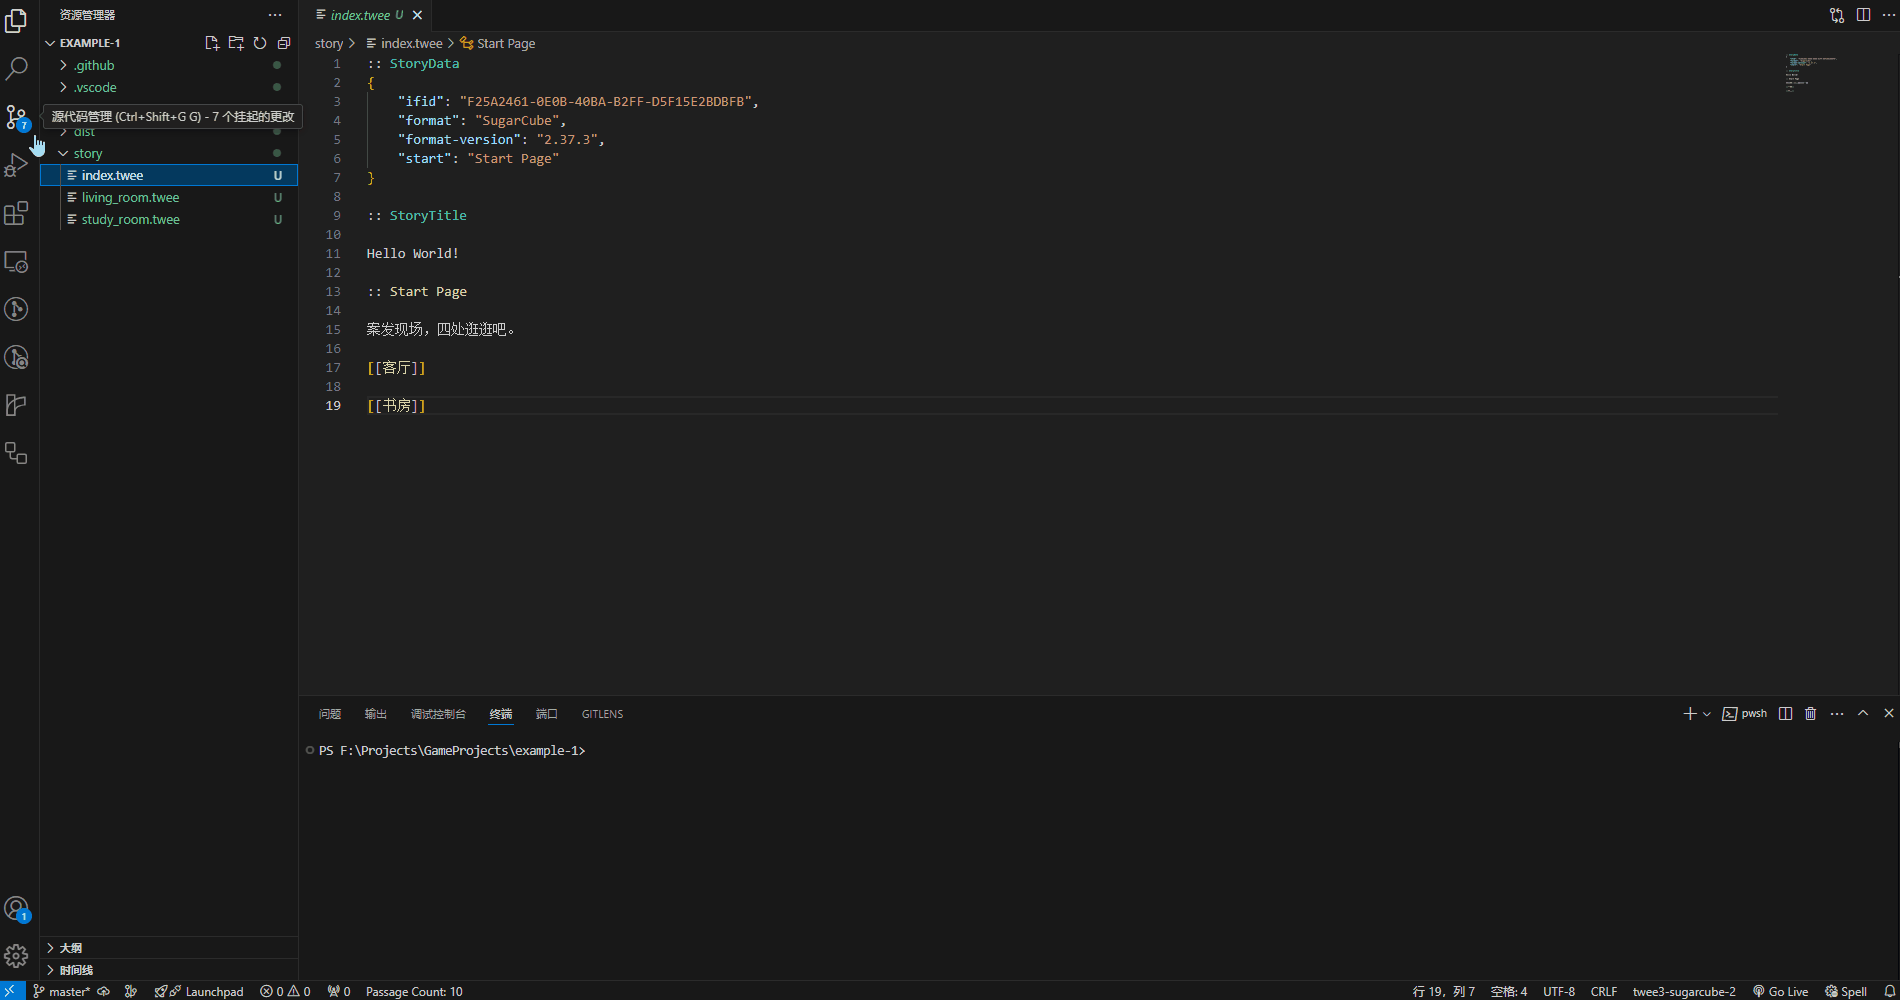 资源管理器
EXAMPLE-1
.github
.vscode
源代码管理 (Ctrl+Shift+G G) - 7 个挂起的更改
dist
story
index.twee U
living_room.twee U
study_room.twee U
大纲
时间线
7
1
index.twee U
story > index.twee > Start Page
1 :: StoryData
2 {
3 "ifid": "F25A2461-0E0B-40BA-B2FF-D5F15E2BDBFB",
4 "format": "SugarCube",
5 "format-version": "2.37.3",
6 "start": "Start Page"
7 }
8
9 :: StoryTitle
10
11 Hello World!
12
13 :: Start Page
14
15 案发现场，四处逛逛吧。
16
17 [[客厅]]
18
19 [[书房]]
问题 输出 调试控制台 终端 端口 GITLENS
pwsh
PS F:\Projects\GameProjects\example-1>
master* Launchpad 0 0 0 Passage Count: 10 行 19，列 7 空格: 4 UTF-8 CRLF twee3-sugarcube-2 Go Live Spell